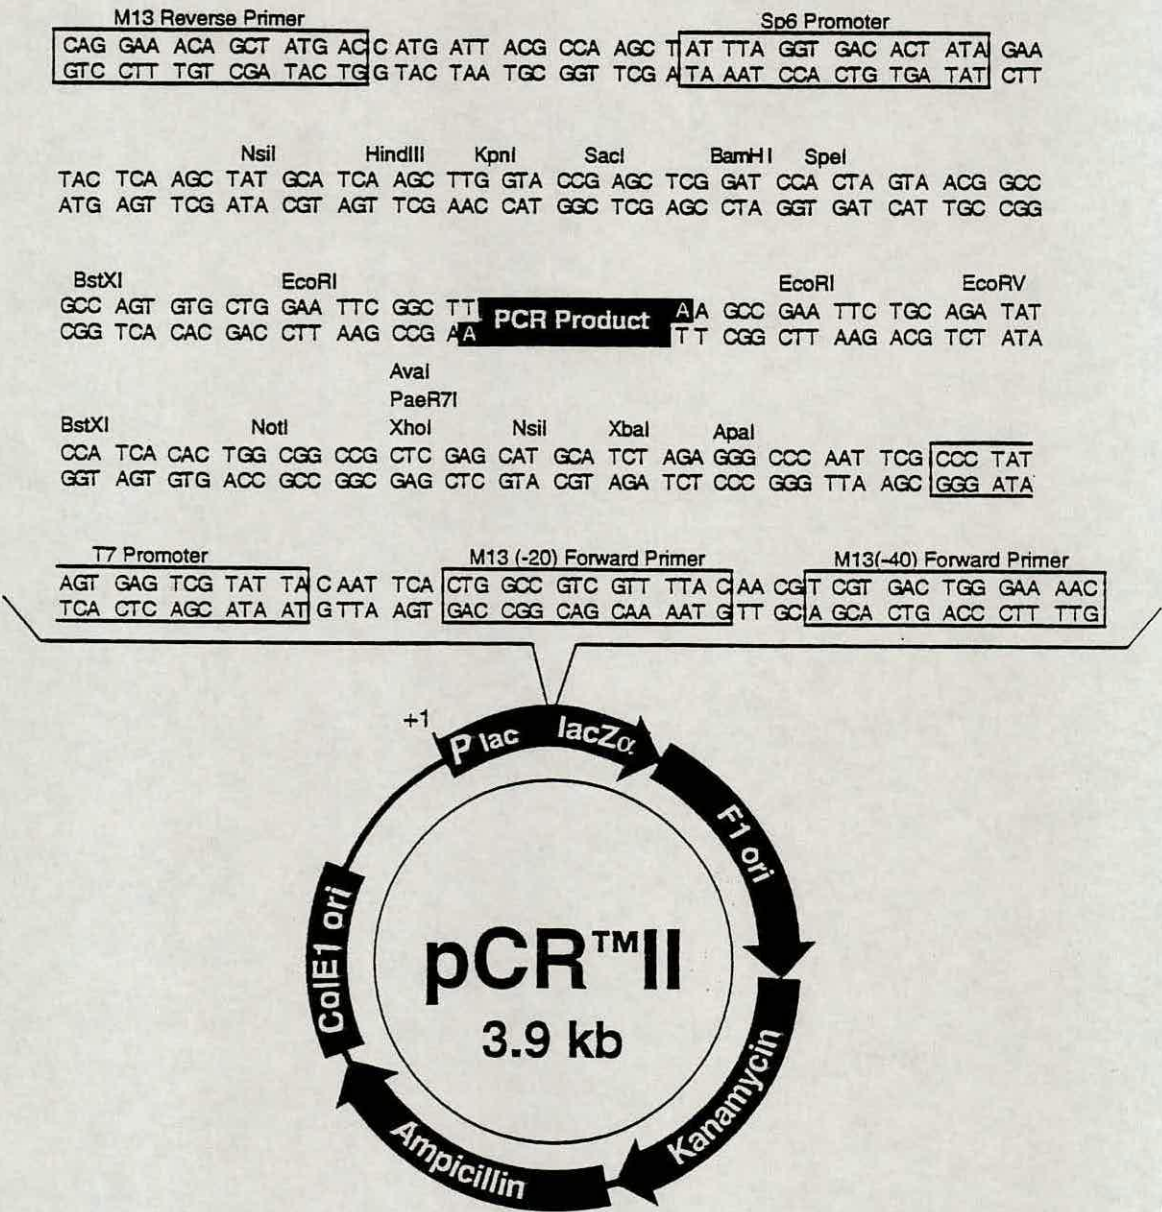 M13 Reverse Primer Sp6 Promoter
CAG GAA ACA GCT ATG AC C ATG ATT ACG CCA AGC T AT TTA GGT GAC ACT ATA GAA
GTC CTT TGT CGA TAC TG G TAC TAA TGC GGT TCG A TA AAT CCA CTG TGA TAT CTT
NsiI HindIII KpnI SacI BamH I SpeI
TAC TCA AGC TAT GCA TCA AGC TTG GTA CCG AGC TCG GAT CCA CTA GTA ACG GCC
ATG AGT TCG ATA CGT AGT TCG AAC CAT GGC TCG AGC CTA GGT GAT CAT TGC CGG
BstXI EcoRI EcoRI EcoRV
GCC AGT GTG CTG GAA TTC GGC TT PCR Product A A GCC GAA TTC TGC AGA TAT
CGG TCA CAC GAC CTT AAG CCG A A T T CGG CTT AAG ACG TCT ATA
AvaI
PaeR7I
BstXI NotI XhoI NsiI XbaI ApaI
CCA TCA CAC TGG CGG CCG CTC GAG CAT GCA TCT AGA GGG CCC AAT TCG CCC TAT
GGT AGT GTG ACC GCC GGC GAG CTC GTA CGT AGA TCT CCC GGG TTA AGC GGG ATA
T7 Promoter M13 (-20) Forward Primer M13(-40) Forward Primer
AGT GAG TCG TAT TA C AAT TCA CTG GCC GTC GTT TTA C AA CG T CGT GAC TGG GAA AAC
TCA CTC AGC ATA AT G TTA AGT GAC CGG CAG CAA AAT G TT GC A GCA CTG ACC CTT TTG
+1
P lac lacZα
F1 ori
Kanamycin
Ampicillin
ColE1 ori
pCR™II
3.9 kb